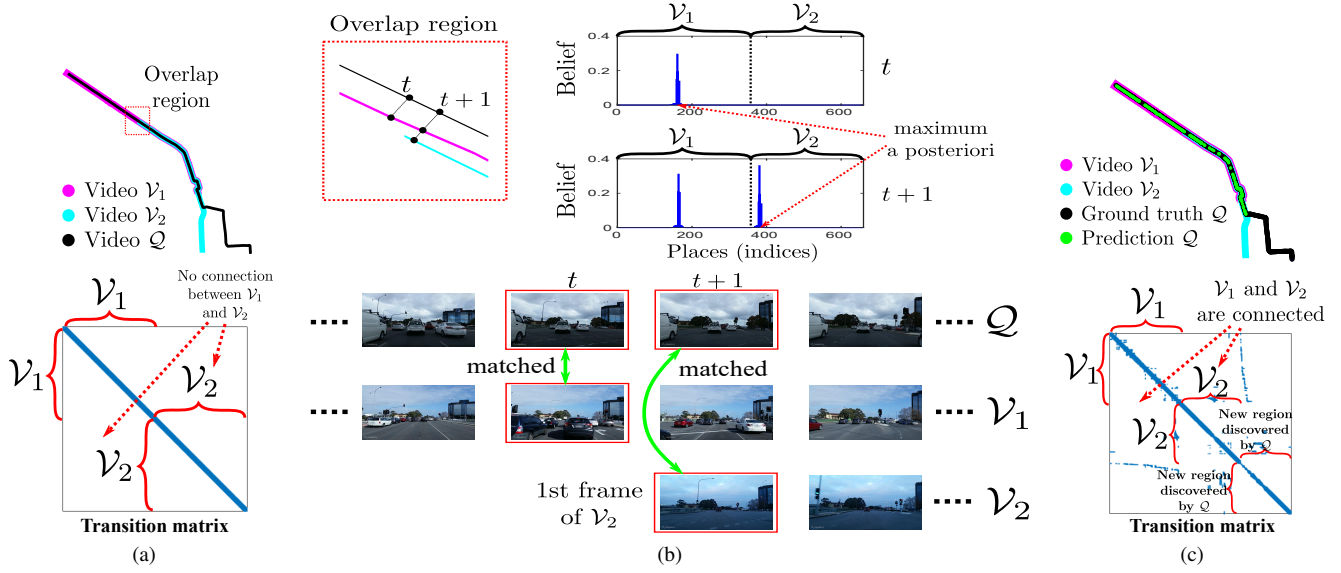 Overlap
region
Video 𝒱₁
Video 𝒱₂
Video 𝒬
No connection
between 𝒱₁
and 𝒱₂
𝒱₁
𝒱₁
𝒱₂
𝒱₂
Transition matrix
(a)
Overlap region
t
t + 1
𝒱₁
𝒱₂
0.4
0.2
0
Belief
0
200
400
600
t
maximum
a posteriori
𝒱₁
𝒱₂
0.4
0.2
0
Belief
0
200
400
600
t + 1
Places (indices)
t
t + 1
𝒬
matched
matched
𝒱₁
1st frame
of 𝒱₂
𝒱₂
(b)
Video 𝒱₁
Video 𝒱₂
Ground truth 𝒬
Prediction 𝒬
𝒱₁ and 𝒱₂
are connected
𝒱₁
𝒱₁
𝒱₂
𝒱₂
New region
discovered
by 𝒬
New region
discovered
by 𝒬
Transition matrix
(c)